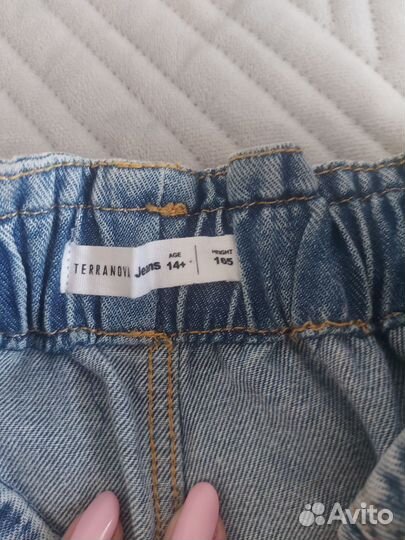 TERRANOVA Jeans AGE 14+ HEIGHT 165
Avito